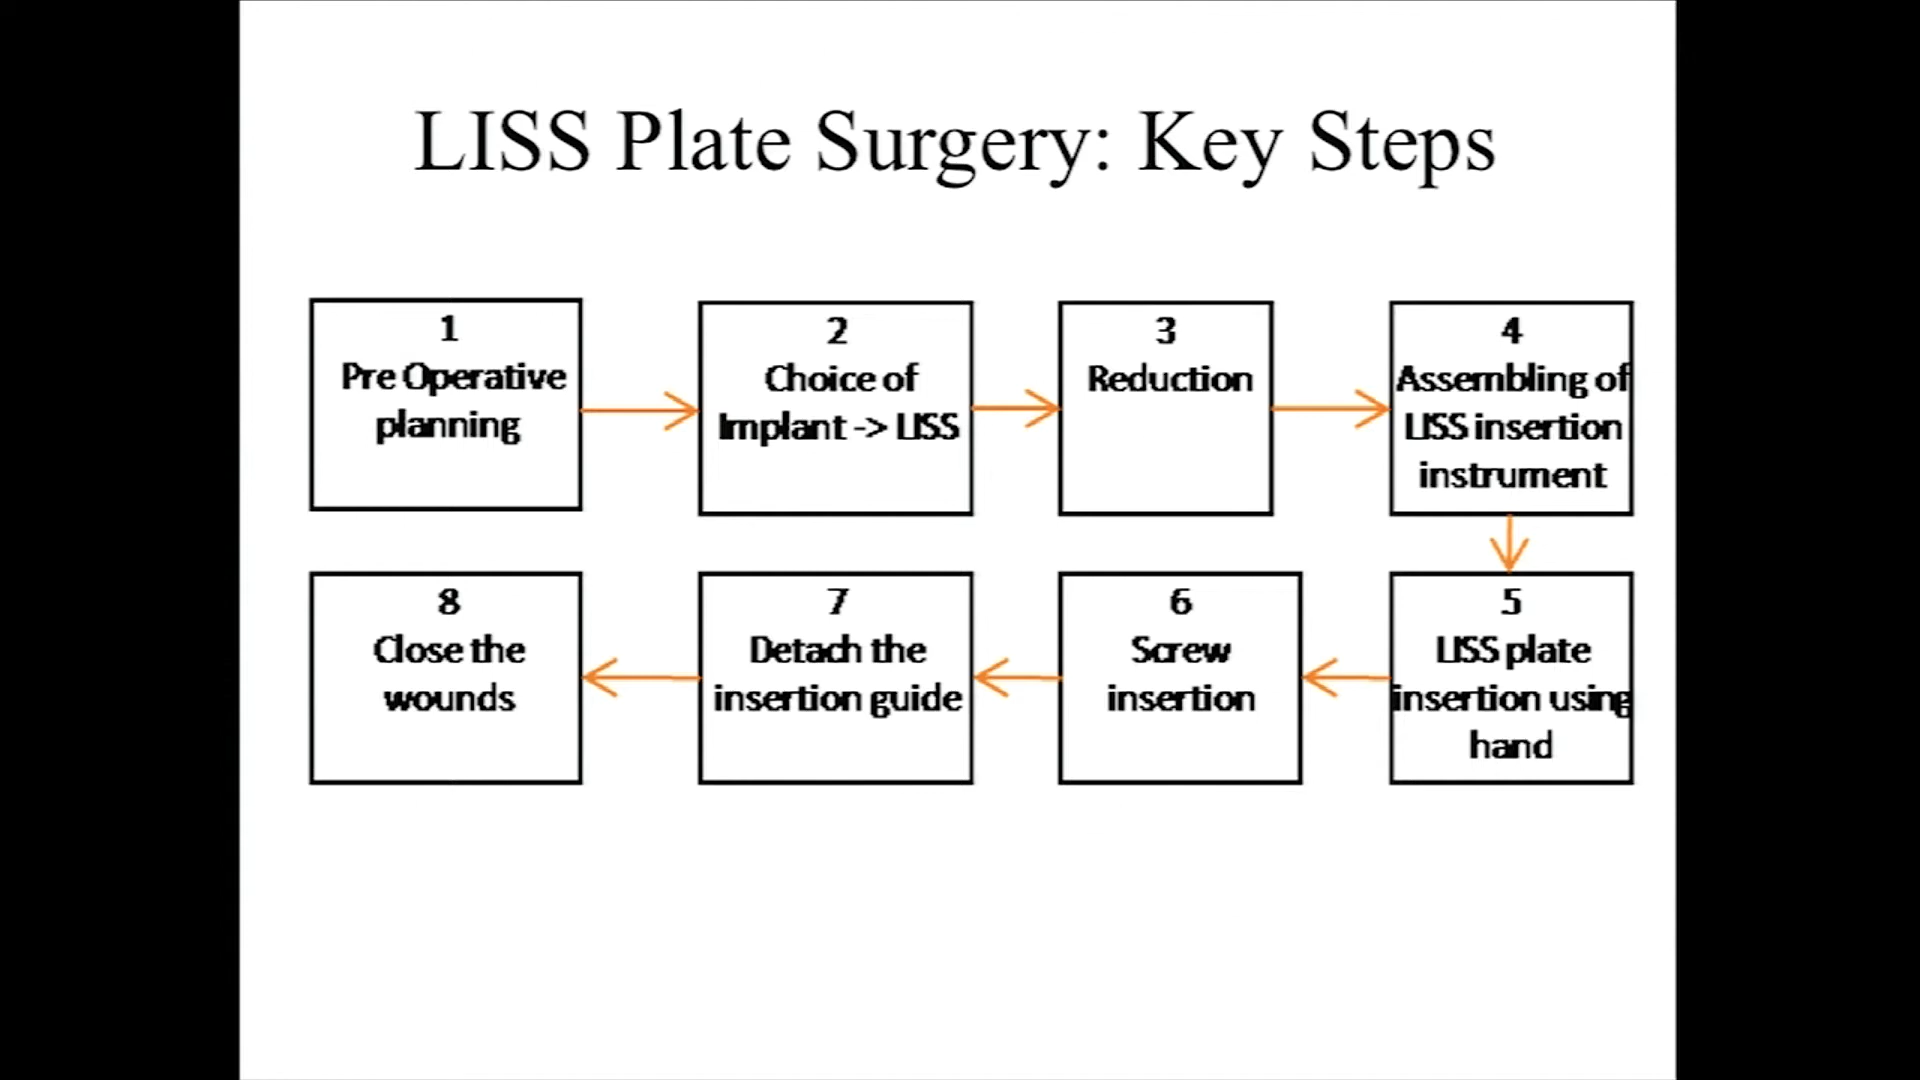 LISS Plate Surgery: Key Steps
1
Pre Operative
planning
2
Choice of
Implant -> LISS
3
Reduction
4
Assembling of
LISS insertion
instrument
5
LISS plate
insertion using
hand
6
Screw
insertion
7
Detach the
insertion guide
8
Close the
wounds